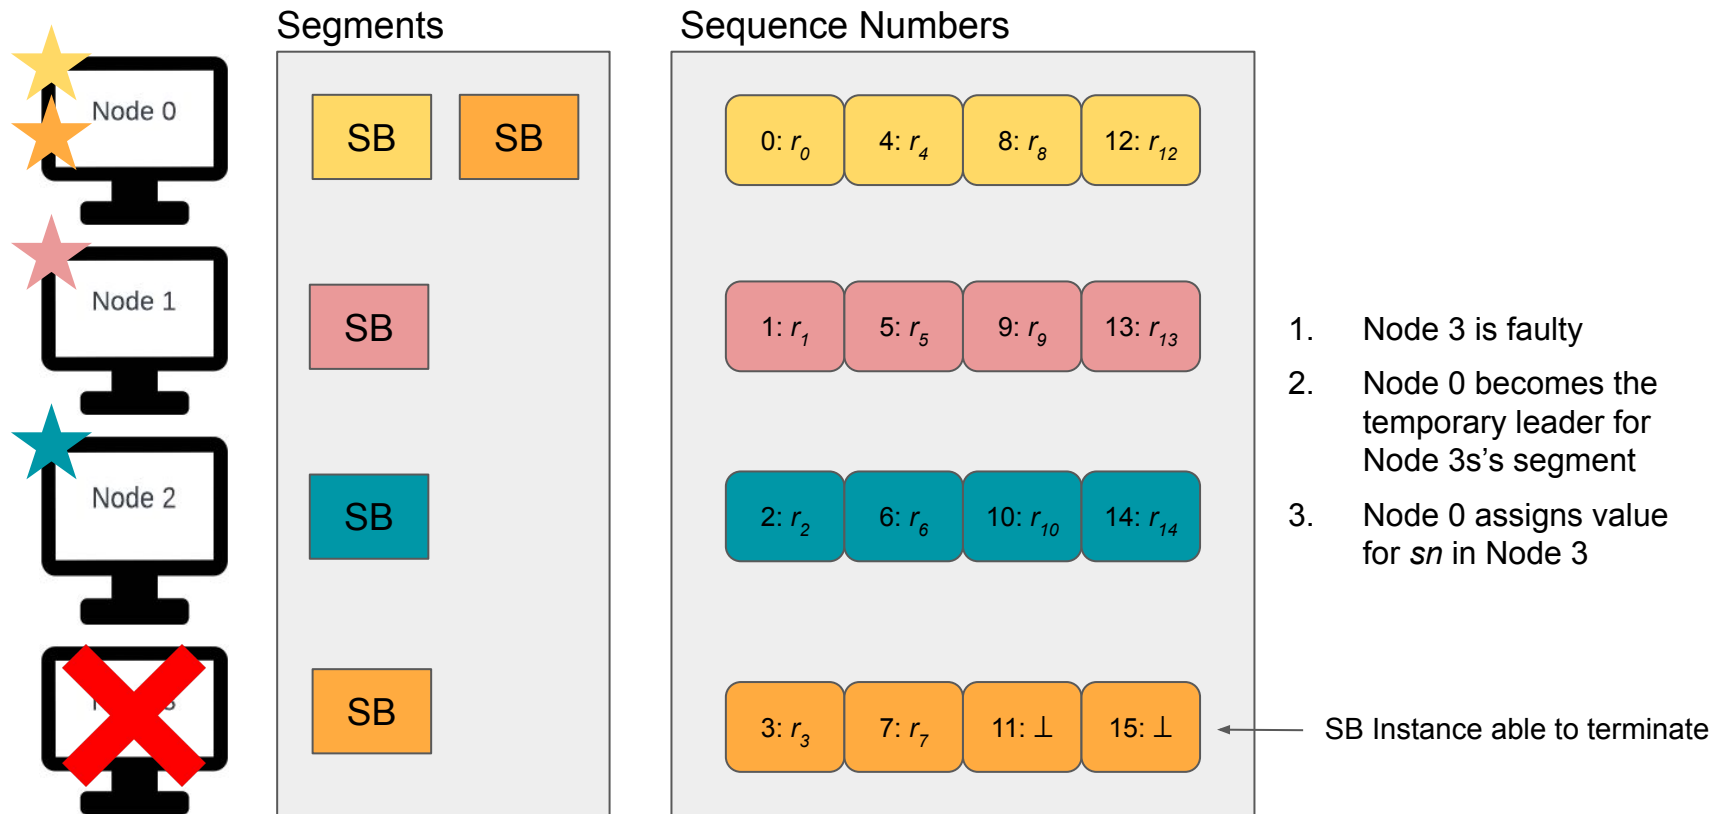 Segments
Sequence Numbers
Node 0
SB
SB
0: r₀
4: r₄
8: r₈
12: r₁₂
Node 1
SB
1: r₁
5: r₅
9: r₉
13: r₁₃
Node 2
SB
2: r₂
6: r₆
10: r₁₀
14: r₁₄
SB
3: r₃
7: r₇
11: ⊥
15: ⊥
1. Node 3 is faulty
2. Node 0 becomes the
temporary leader for
Node 3s's segment
3. Node 0 assigns value
for sn in Node 3
SB Instance able to terminate